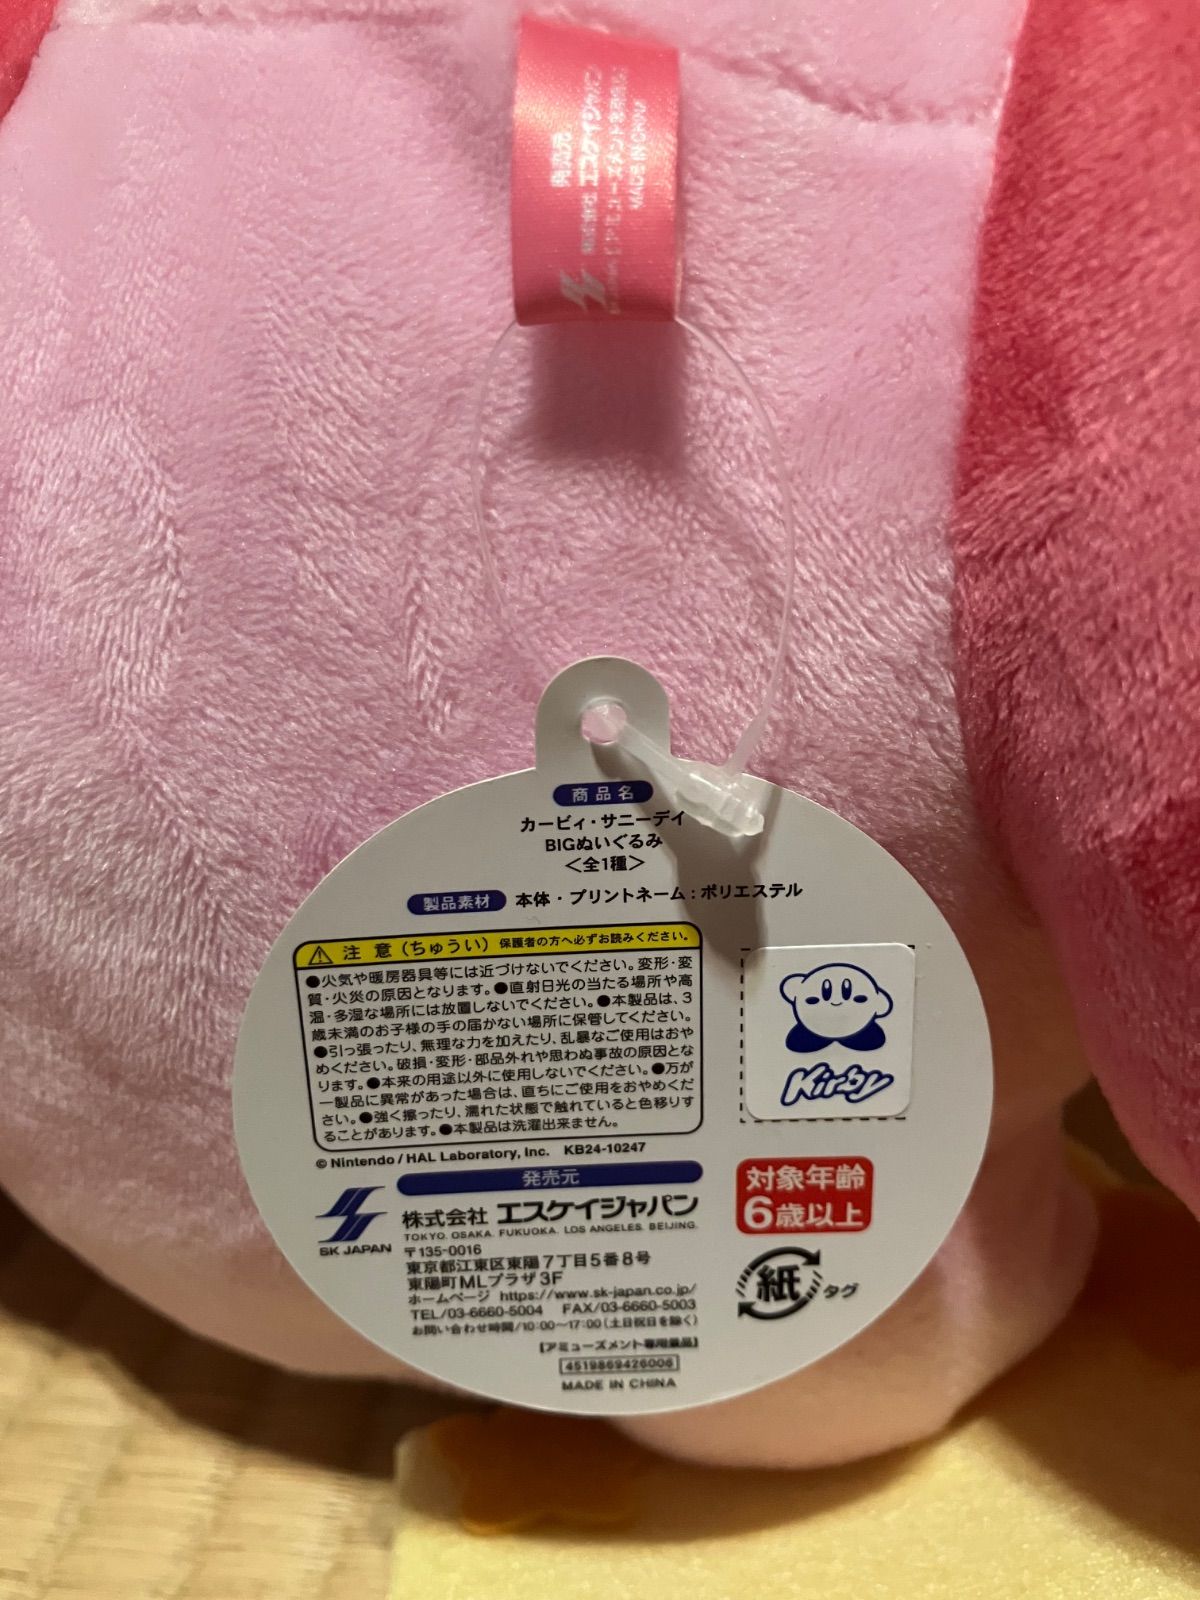 発売元
株式会社 エスケイジャパン
MADE IN CHINA
商品名
カービィ・サニーデイ
BIGぬいぐるみ
＜全1種＞
製品素材 本体・プリントネーム：ポリエステル
注意（ちゅうい）保護者の方へ必ずお読みください。
●火気や暖房器具等には近づけないでください。変形・変
質・火災の原因となります。●直射日光の当たる場所や高
温・多湿な場所には放置しないでください。●本製品は、3
歳未満のお子様の手の届かない場所に保管してください。
●引っ張ったり、無理な力を加えたり、乱暴なご使用はおや
めください。破損・変形・部品外れや思わぬ事故の原因とな
ります。●本来の用途以外に使用しないでください。●万が
一製品に異常があった場合は、直ちにご使用をおやめくだ
さい。●強く擦ったり、濡れた状態で触れていると色移りす
ることがあります。●本製品は洗濯出来ません。
© Nintendo / HAL Laboratory, Inc. KB24-10247
Kirby
発売元
SK JAPAN
株式会社 エスケイジャパン
TOKYO. OSAKA. FUKUOKA. LOS ANGELES. BEIJING.
〒135-0016
東京都江東区東陽7丁目5番8号
東陽町MLプラザ3F
ホームページ https://www.sk-japan.co.jp/
TEL/03-6660-5004 FAX/03-6660-5003
お問い合わせ時間/10:00～17:00（土日祝日を除く）
【アミューズメント専用景品】
4519869426006
MADE IN CHINA
対象年齢
6歳以上
紙 タグ